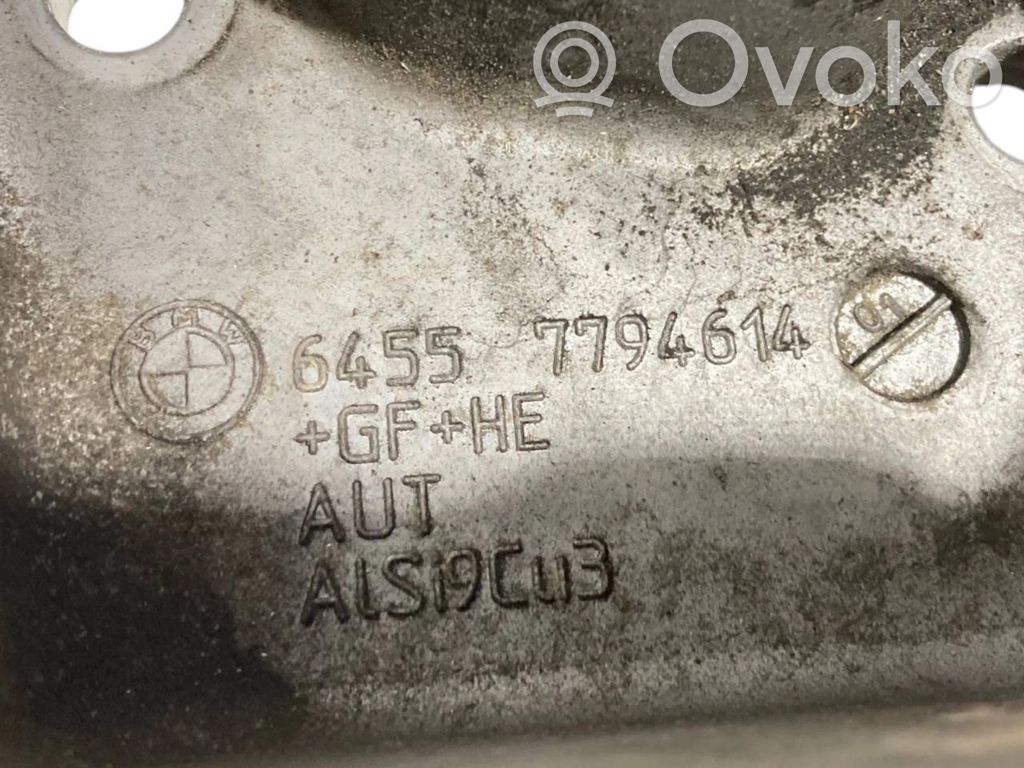 Ovoko
BMW
6455 7794614
01
+GF+HE
AUT
AlSi9Cu3